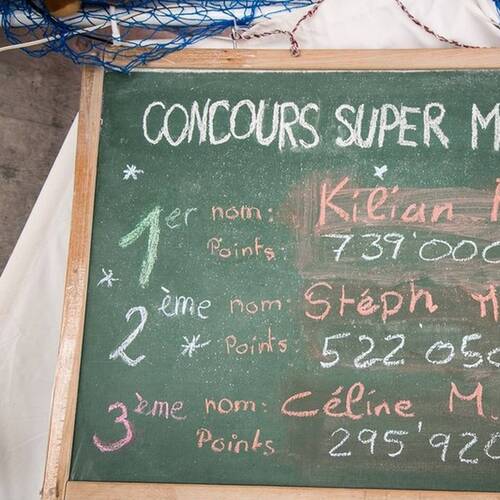 CONCOURS SUPER M
1er nom: Kilian
Points: 739'000
2ème nom: Stéph
Points 522'050
3ème nom: Céline M.
Points 295'920